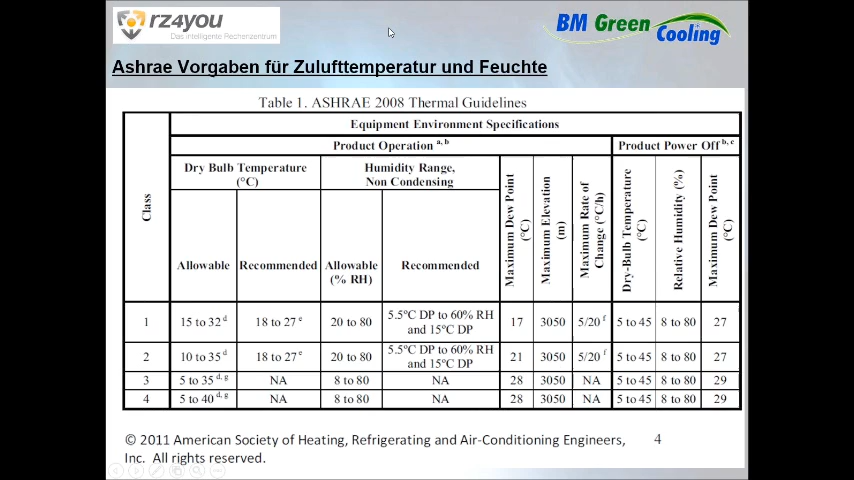 rz4you
Das intelligente Rechenzentrum
BM Green
Cooling
Ashrae Vorgaben für Zulufttemperatur und Feuchte
Table 1. ASHRAE 2008 Thermal Guidelines
Equipment Environment Specifications
Product Operation a, b
Product Power Off b, c
Class
Dry Bulb Temperature
(°C)
Humidity Range,
Non Condensing
Maximum Dew Point
(°C)
Maximum Elevation
(m)
Maximum Rate of
Change (°C/h)
Dry-Bulb Temperature
(°C)
Relative Humidity (%)
Maximum Dew Point
(°C)
Allowable
Recommended
Allowable
(% RH)
Recommended
1 15 to 32 d 18 to 27 e 20 to 80 5.5°C DP to 60% RH and 15°C DP 17 3050 5/20 f 5 to 45 8 to 80 27
2 10 to 35 d 18 to 27 e 20 to 80 5.5°C DP to 60% RH and 15°C DP 21 3050 5/20 f 5 to 45 8 to 80 27
3 5 to 35 d, g NA 8 to 80 NA 28 3050 NA 5 to 45 8 to 80 29
4 5 to 40 d, g NA 8 to 80 NA 28 3050 NA 5 to 45 8 to 80 29
© 2011 American Society of Heating, Refrigerating and Air-Conditioning Engineers, 4
Inc. All rights reserved.